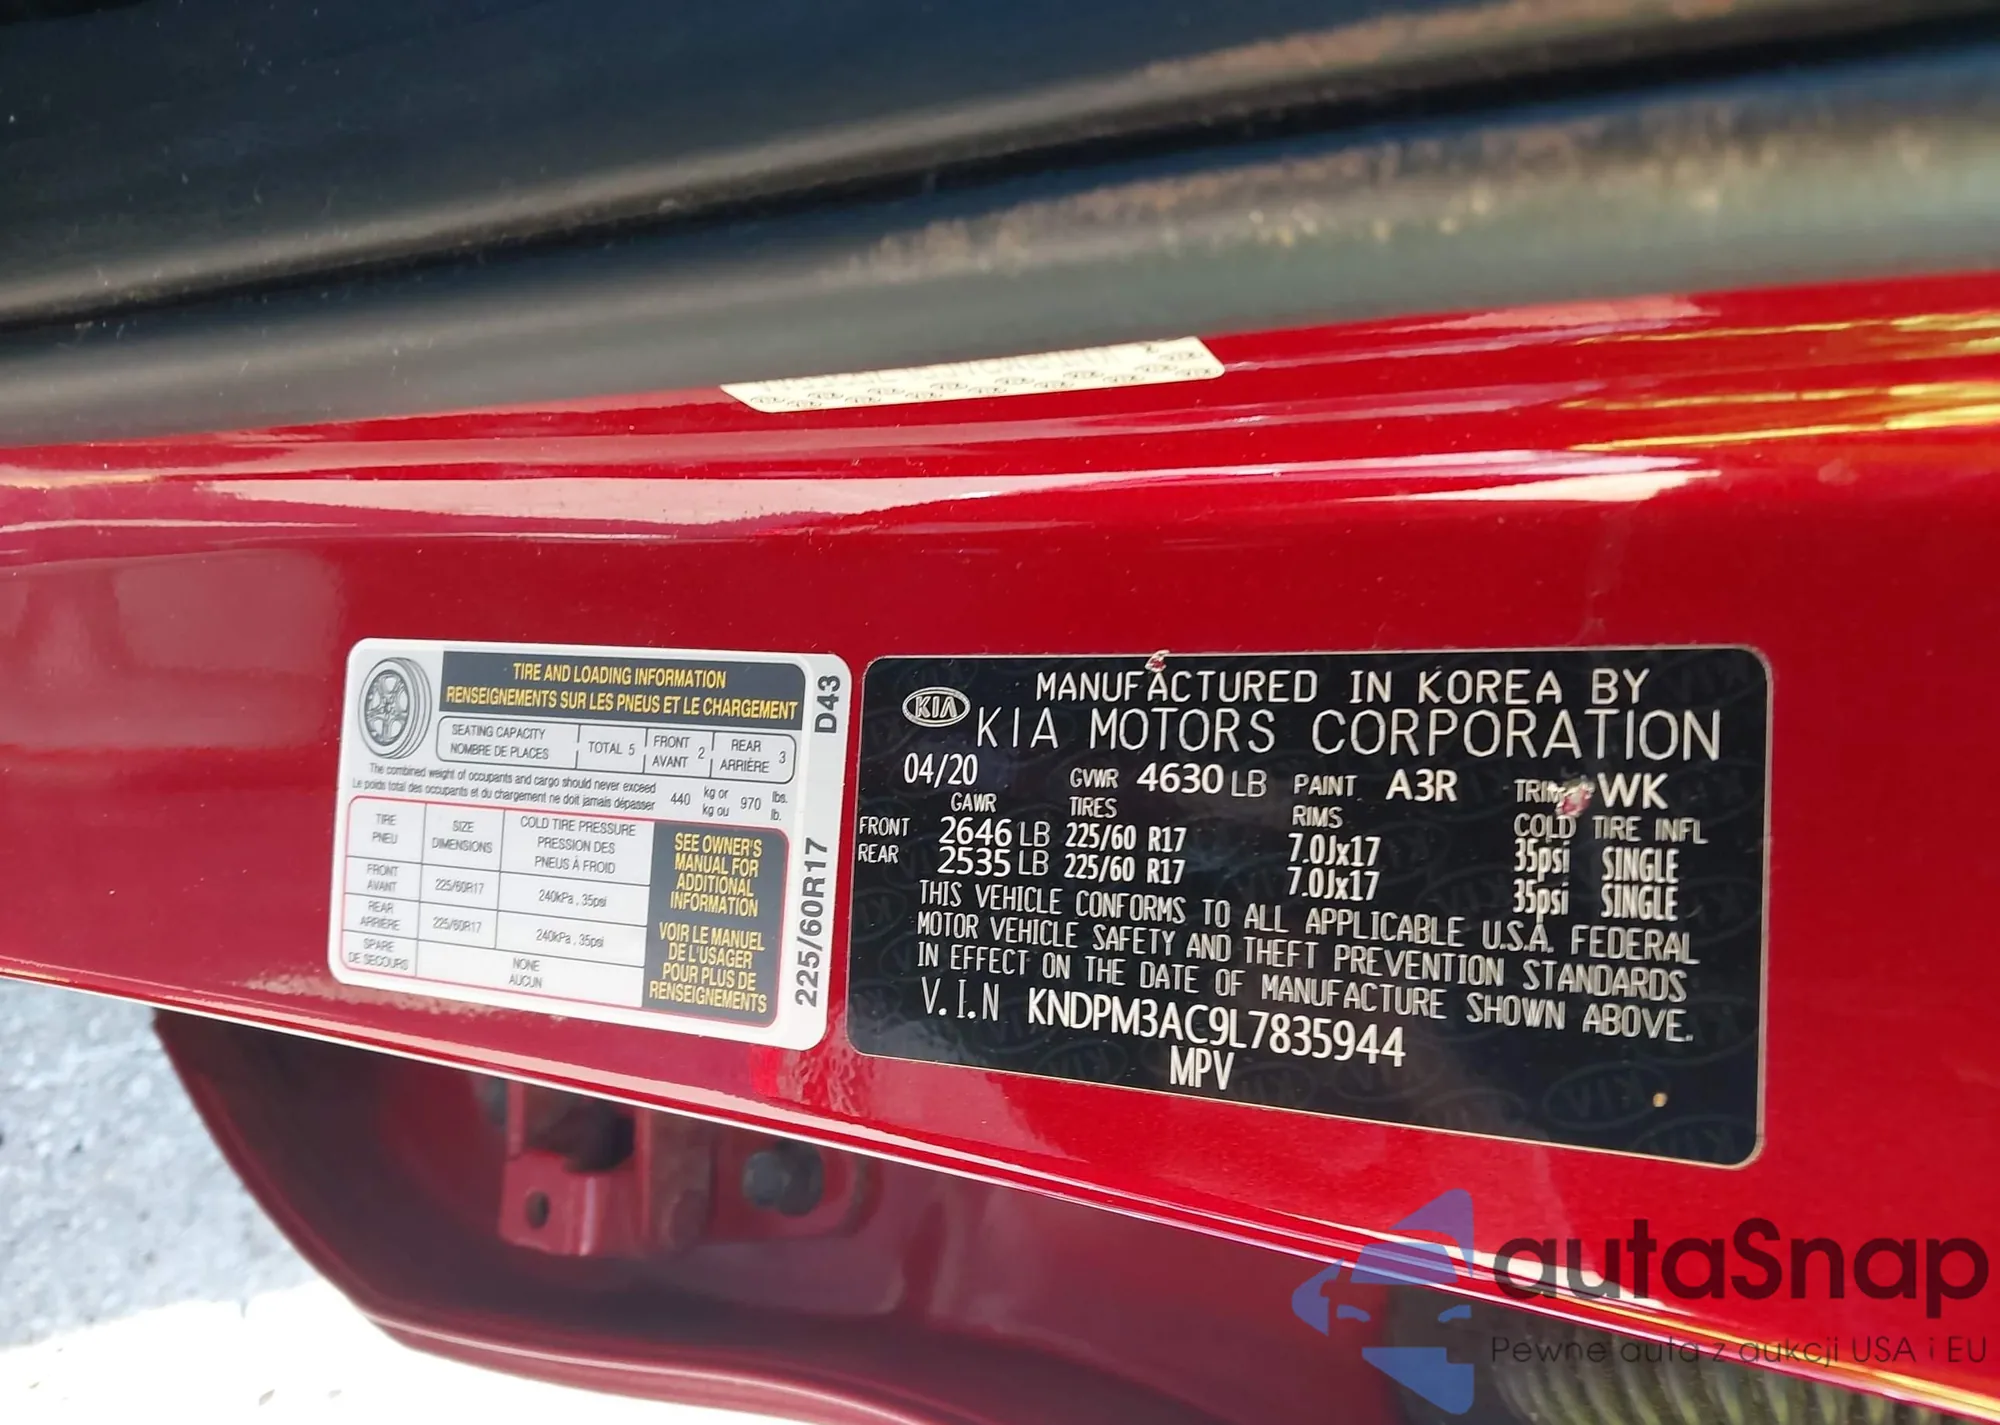 TIRE AND LOADING INFORMATION
RENSEIGNEMENTS SUR LES PNEUS ET LE CHARGEMENT
SEATING CAPACITY
NOMBRE DE PLACES
TOTAL 5
FRONT
AVANT
2
REAR
ARRIÈRE
3
The combined weight of occupants and cargo should never exceed
Le poids total des occupants et du chargement ne doit jamais dépasser
440
kg or
kg ou
970
lbs.
lb.
TIRE
PNEU
SIZE
DIMENSIONS
COLD TIRE PRESSURE
PRESSION DES
PNEUS À FROID
FRONT
AVANT
225/60R17
240kPa , 35psi
REAR
ARRIÈRE
225/60R17
240kPa , 35psi
SPARE
DE SECOURS
NONE
AUCUN
SEE OWNER'S
MANUAL FOR
ADDITIONAL
INFORMATION
VOIR LE MANUEL
DE L'USAGER
POUR PLUS DE
RENSEIGNEMENTS
225/60R17 D43
KIA
MANUFACTURED IN KOREA BY
KIA MOTORS CORPORATION
04/20 GVWR 4630 LB PAINT A3R TRIM WK
GAWR TIRES RIMS COLD TIRE INFL
FRONT 2646 LB 225/60 R17 7.0Jx17 35psi SINGLE
REAR 2535 LB 225/60 R17 7.0Jx17 35psi SINGLE
THIS VEHICLE CONFORMS TO ALL APPLICABLE U.S.A. FEDERAL
MOTOR VEHICLE SAFETY AND THEFT PREVENTION STANDARDS
IN EFFECT ON THE DATE OF MANUFACTURE SHOWN ABOVE.
V.I.N KNDPM3AC9L7835944
MPV
autaSnap
Pewne auta z aukcji USA i EU